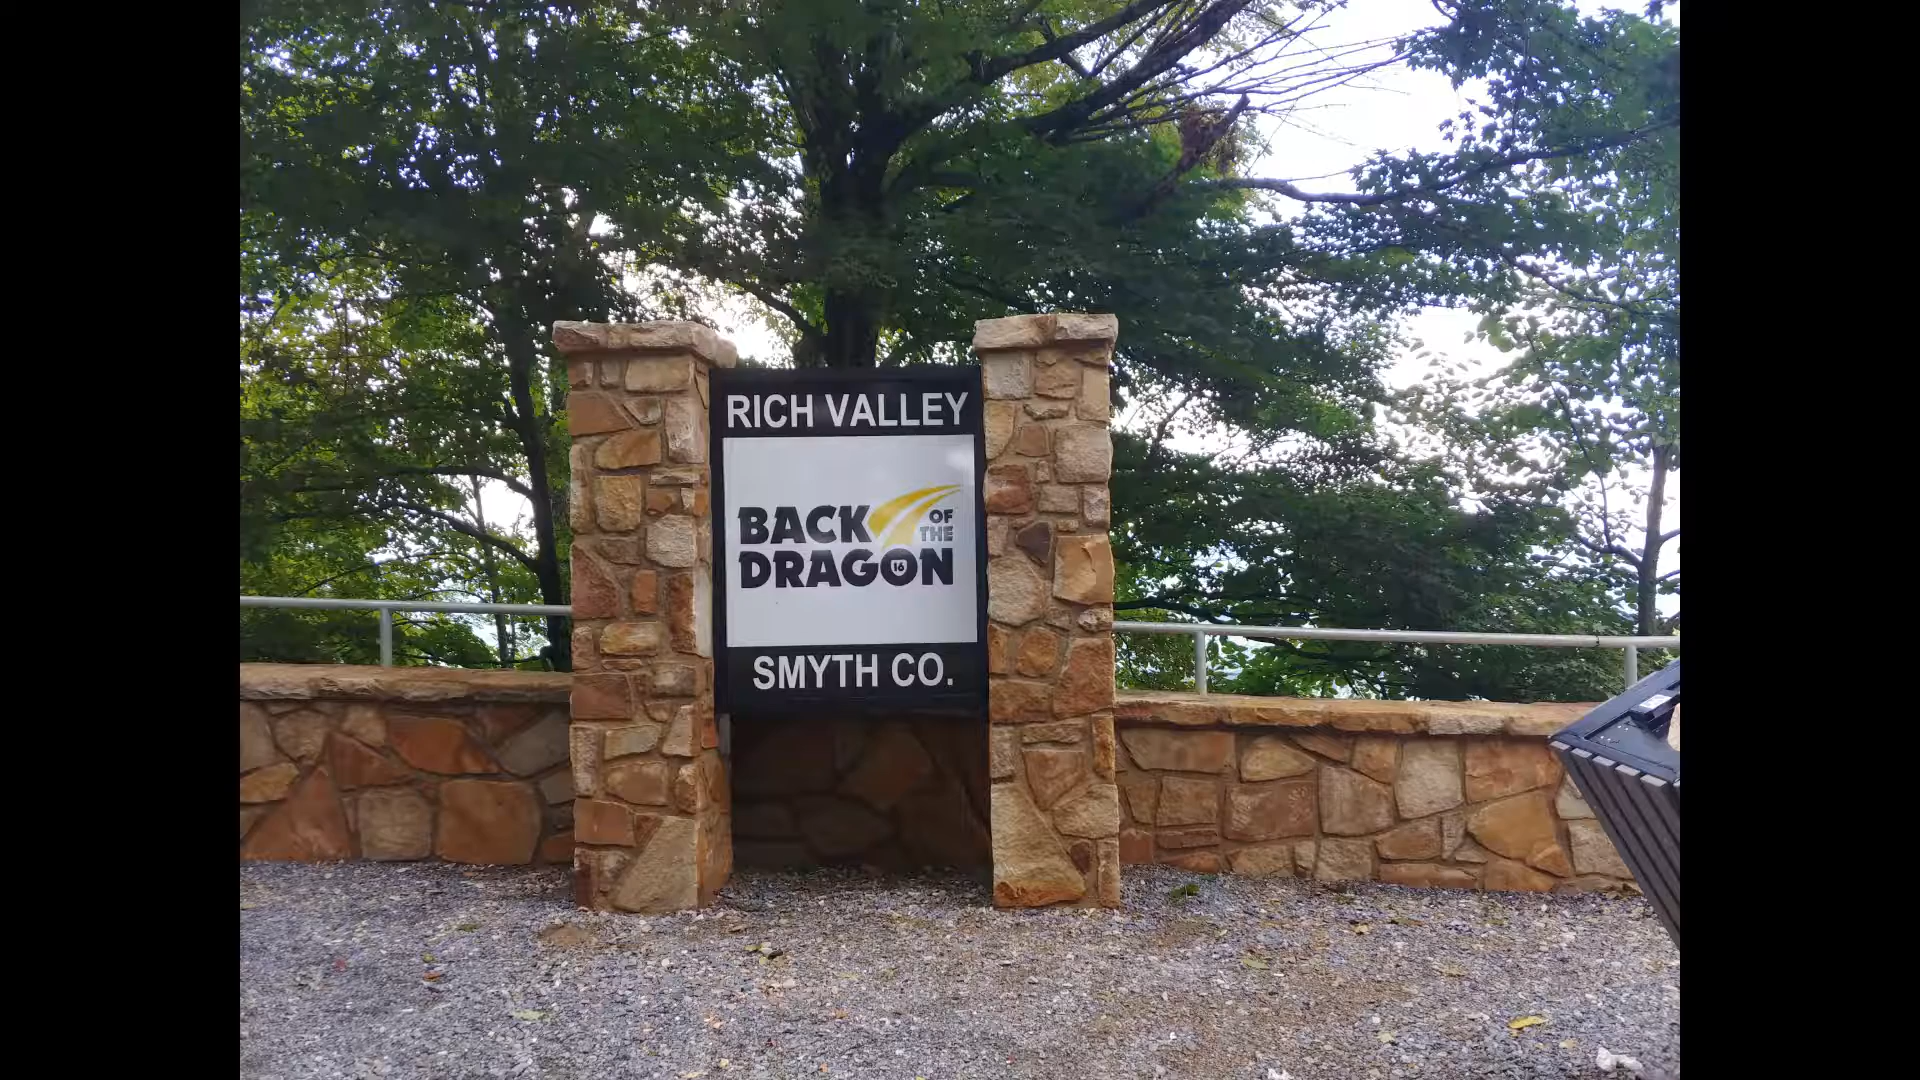 RICH VALLEY
BACK OF THE
DRAGON
16
SMYTH CO.